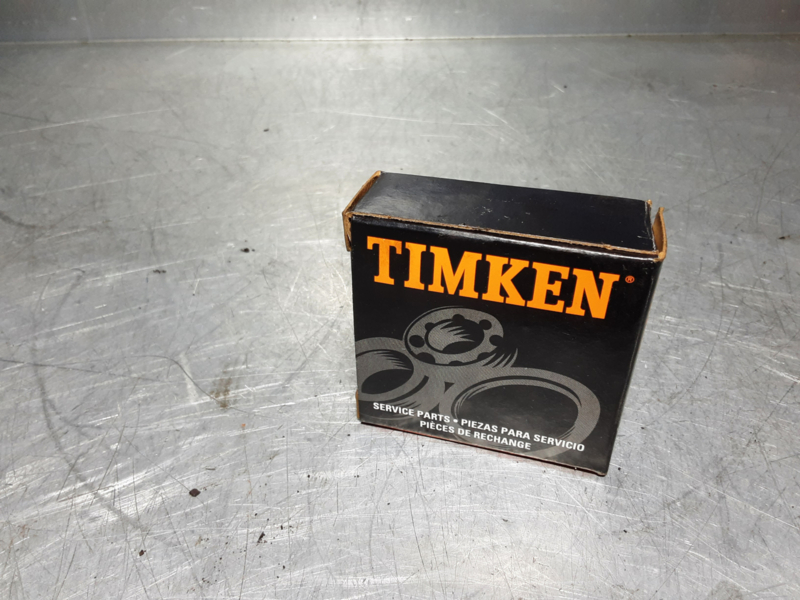 TIMKEN®
SERVICE PARTS • PIEZAS PARA SERVICIO
PIÈCES DE RECHANGE